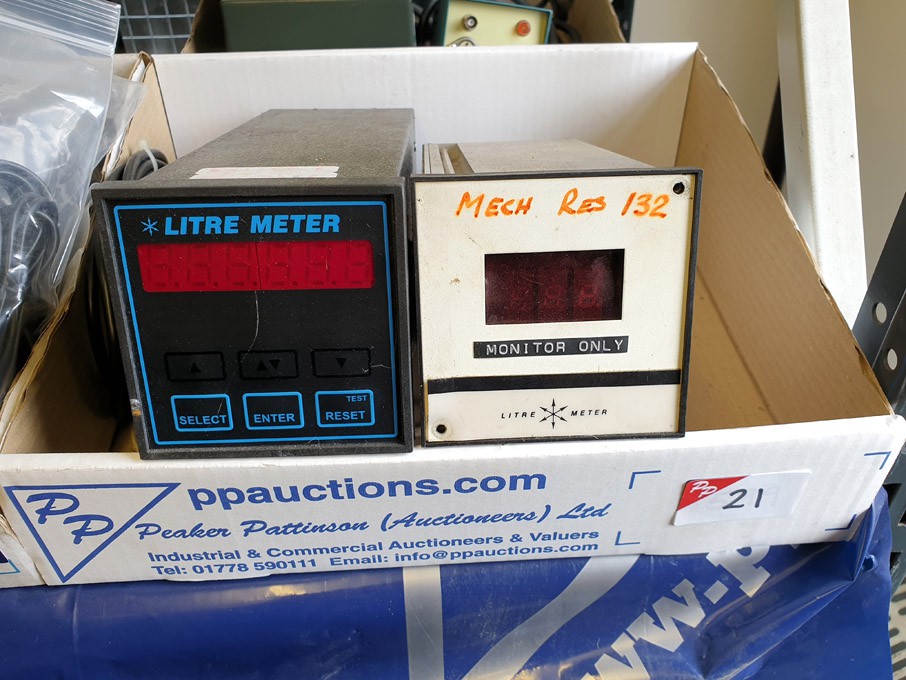 LITRE METER
SELECT
ENTER
TEST
RESET
MECH RES 132
MONITOR ONLY
LITRE METER
PP
ppauctions.com
Peaker Pattinson (Auctioneers) Ltd
Industrial & Commercial Auctioneers & Valuers
Tel: 01778 590111 Email: info@ppauctions.com
PP
21